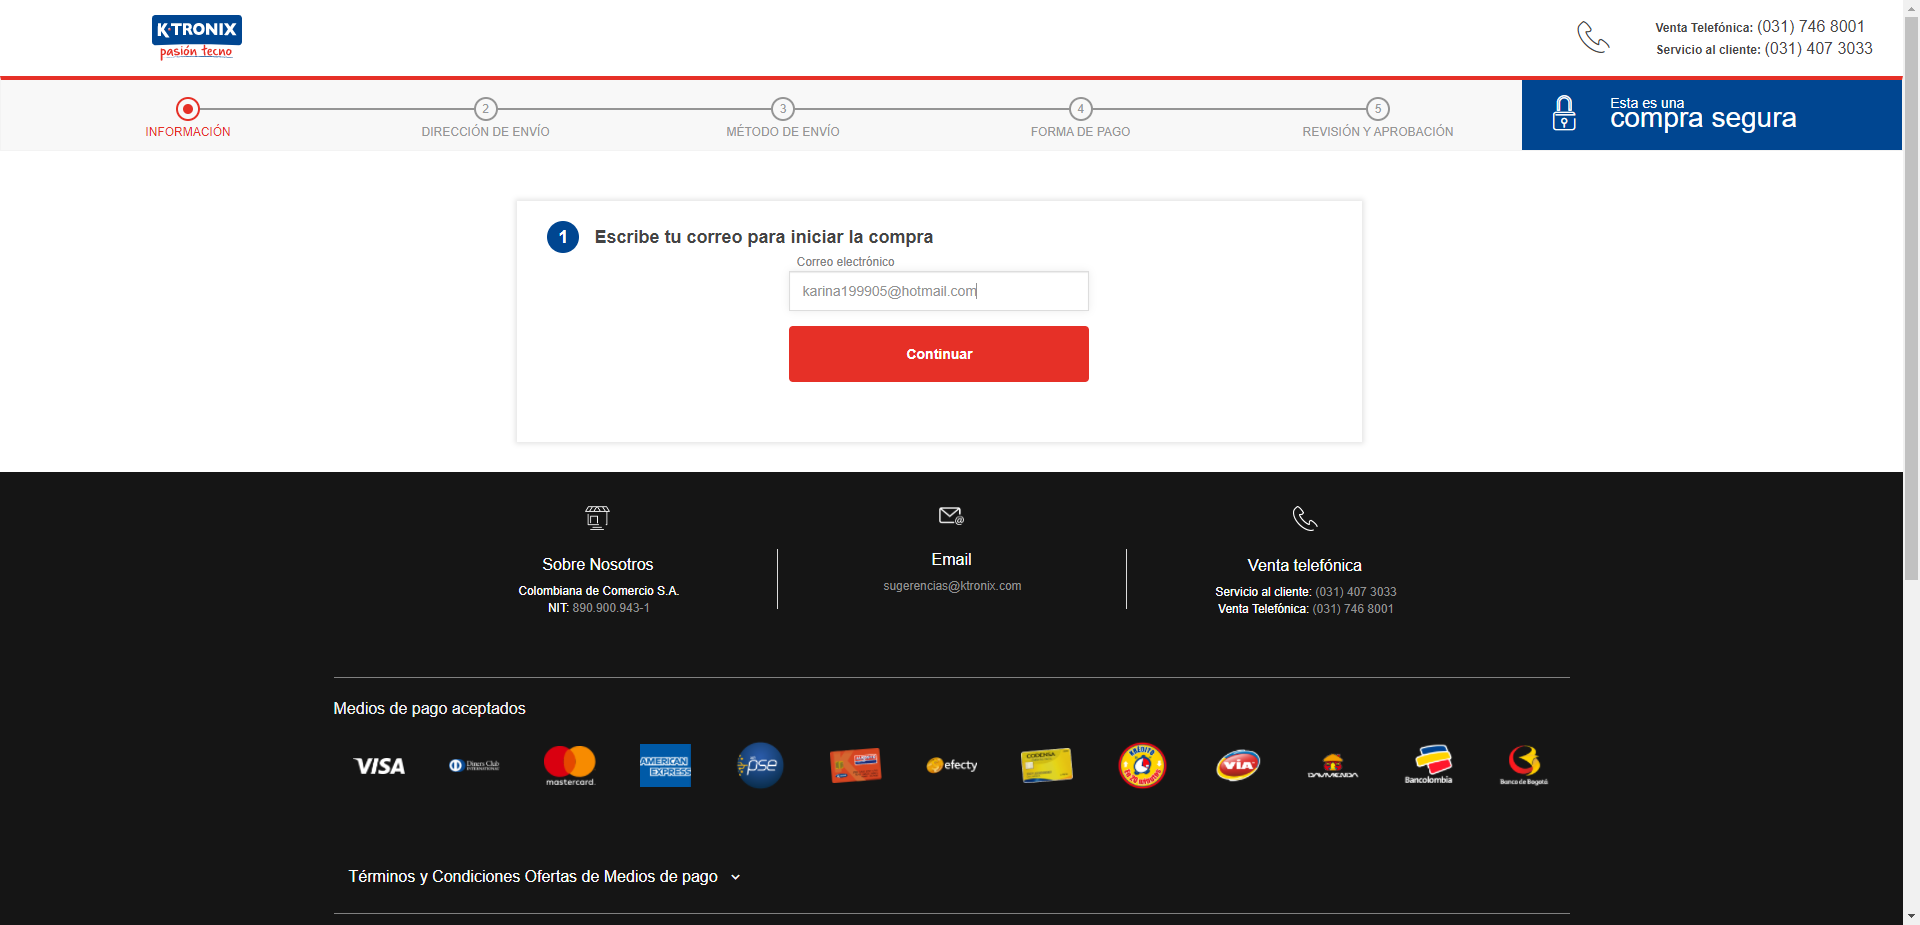 K·TRONIX
pasión tecno
Venta Telefónica: (031) 746 8001
Servicio al cliente: (031) 407 3033
INFORMACIÓN
2
DIRECCIÓN DE ENVÍO
3
MÉTODO DE ENVÍO
4
FORMA DE PAGO
5
REVISIÓN Y APROBACIÓN
Esta es una
compra segura
1
Escribe tu correo para iniciar la compra
Correo electrónico
karina199905@hotmail.com
Continuar
Sobre Nosotros
Colombiana de Comercio S.A.
NIT: 890.900.943-1
Email
sugerencias@ktronix.com
Venta telefónica
Servicio al cliente: (031) 407 3033
Venta Telefónica: (031) 746 8001
Medios de pago aceptados
VISA
Diners Club
INTERNATIONAL
mastercard.
AMERICAN
EXPRESS
pse
efecty
CODENSA
VIA
DAVIVIENDA
Bancolombia
Banco de Bogotá
Términos y Condiciones Ofertas de Medios de pago